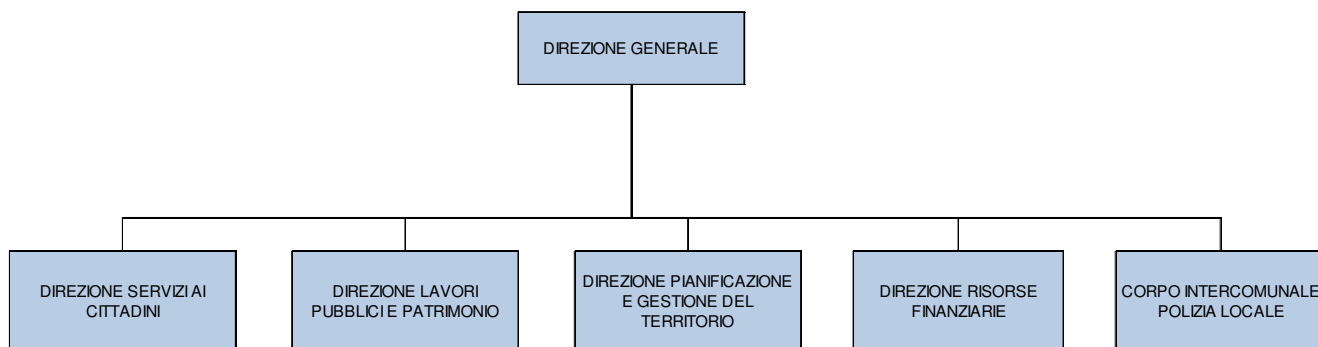 DIREZIONE GENERALE
DIREZIONE SERVIZI AI
CITTADINI
DIREZIONE LAVORI
PUBBLICI E PATRIMONIO
DIREZIONE PIANIFICAZIONE
E GESTIONE DEL
TERRITORIO
DIREZIONE RISORSE
FINANZIARIE
CORPO INTERCOMUNALE
POLIZIA LOCALE